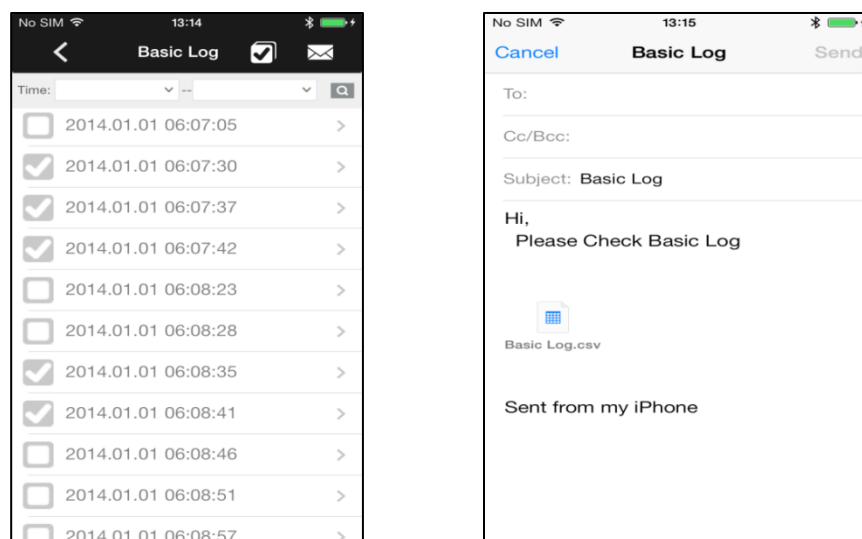 No SIM 13:14
Basic Log
Time: --
2014.01.01 06:07:05
2014.01.01 06:07:30
2014.01.01 06:07:37
2014.01.01 06:07:42
2014.01.01 06:08:23
2014.01.01 06:08:28
2014.01.01 06:08:35
2014.01.01 06:08:41
2014.01.01 06:08:46
2014.01.01 06:08:51
2014.01.01 06:08:57
No SIM 13:15
Cancel Basic Log Send
To:
Cc/Bcc:
Subject: Basic Log
Hi,
Please Check Basic Log
Basic Log.csv
Sent from my iPhone